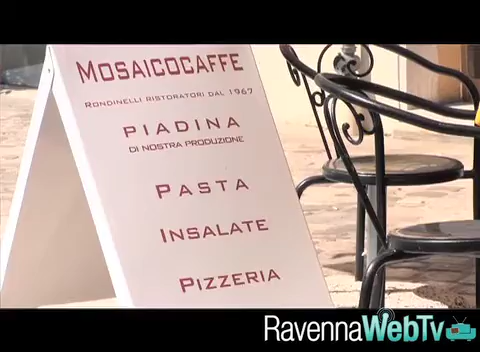 MOSAICOCAFFE
RONDINELLI RISTORATORI DAL 1967
PIADINA
DI NOSTRA PRODUZIONE
PASTA
INSALATE
PIZZERIA
RavennaWebTv